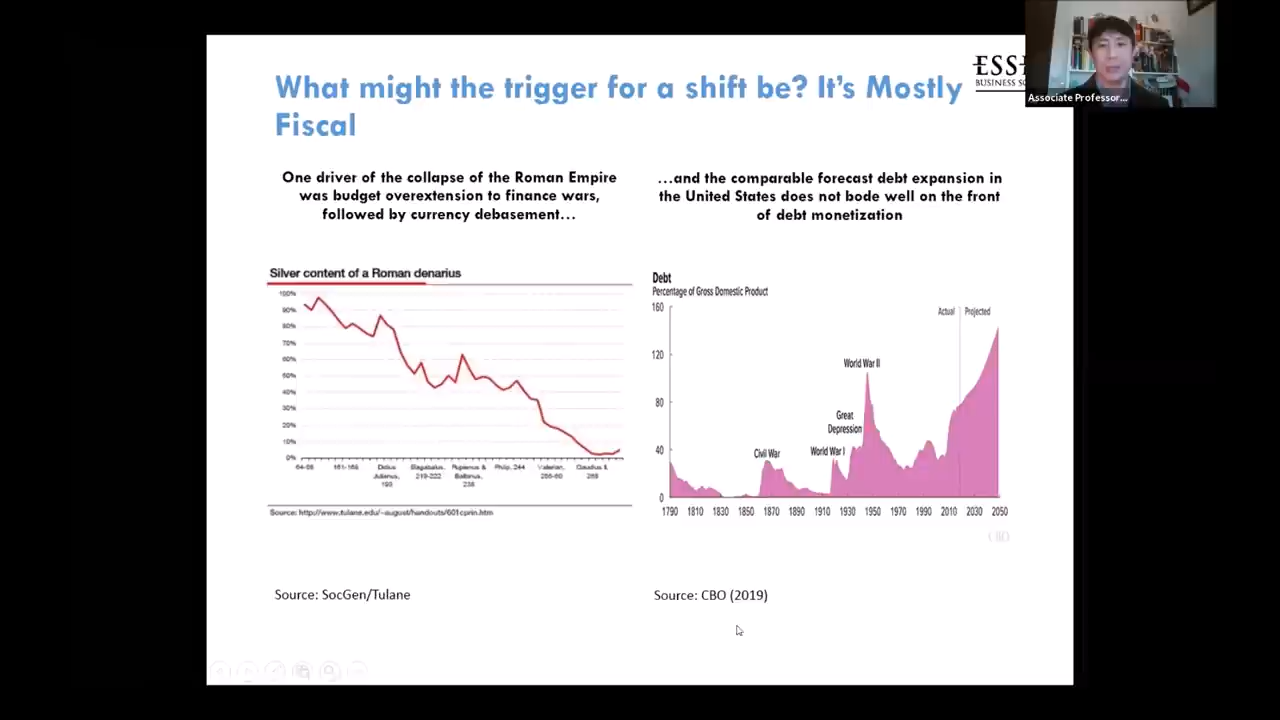 What might the trigger for a shift be? It's Mostly
Fiscal
ESS
BUSINESS
Associate Professor...
One driver of the collapse of the Roman Empire
was budget overextension to finance wars,
followed by currency debasement...
...and the comparable forecast debt expansion in
the United States does not bode well on the front
of debt monetization
Silver content of a Roman denarius
100%
90%
80%
70%
60%
50%
40%
30%
20%
10%
0%
64-68 161-168 Didius Elagabalus, Pupienus & Philip, 244 Valerian, Claudius II
Julianus, 219-222 Balbinus,
193 238
Source: http://www.tulane.edu/~august/handouts/601cprin.htm
Debt
Percentage of Gross Domestic Product
160
120
80
40
0
Actual Projected
World War II
Great
Depression
World War I
Civil War
1790 1810 1830 1850 1870 1890 1910 1930 1950 1970 1990 2010 2030 2050
CBO
Source: SocGen/Tulane
Source: CBO (2019)